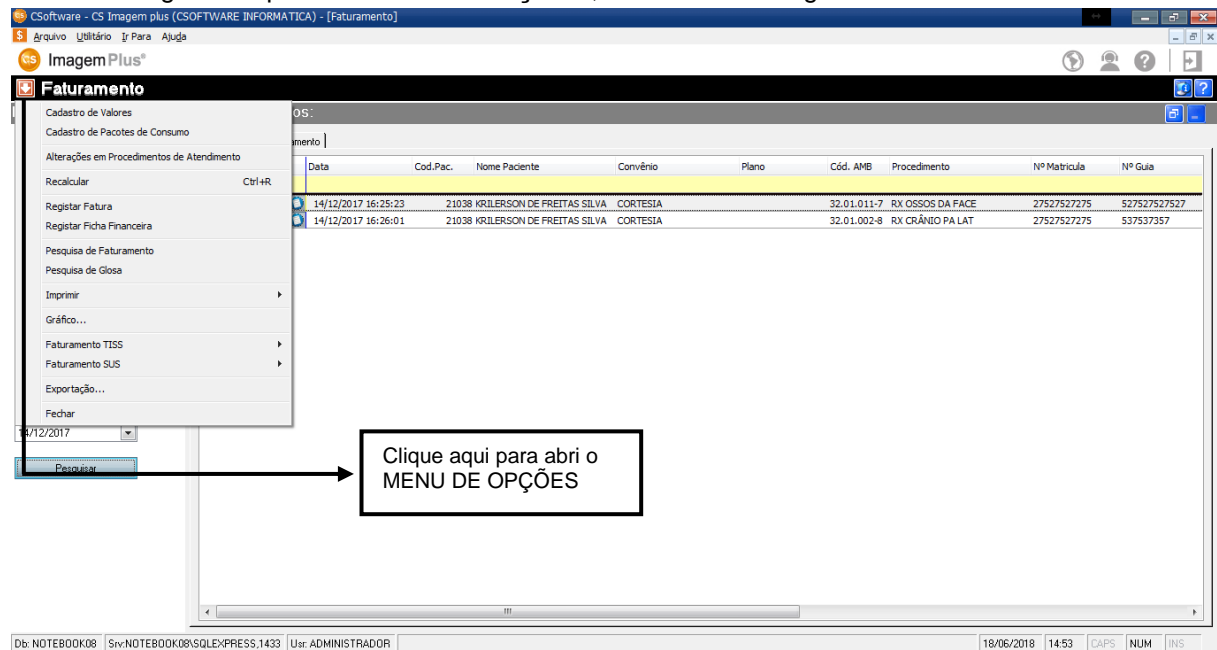 CSoftware - CS Imagem plus (CSOFTWARE INFORMATICA) - [Faturamento]
Arquivo Utilitário Ir Para Ajuda
CS ImagemPlus®
Faturamento
Cadastro de Valores
Cadastro de Pacotes de Consumo
Alterações em Procedimentos de Atendimento
Recalcular Ctrl+R
Registar Fatura
Registar Ficha Financeira
Pesquisa de Faturamento
Pesquisa de Glosa
Imprimir
Gráfico...
Faturamento TISS
Faturamento SUS
Exportação...
Fechar
os:
amento
Data Cod.Pac. Nome Paciente Convênio Plano Cód. AMB Procedimento Nº Matricula Nº Guia
14/12/2017 16:25:23 21038 KRILERSON DE FREITAS SILVA CORTESIA 32.01.011-7 RX OSSOS DA FACE 27527527275 527527527527
14/12/2017 16:26:01 21038 KRILERSON DE FREITAS SILVA CORTESIA 32.01.002-8 RX CRÂNIO PA LAT 27527527275 537537357
14/12/2017
Pesquisar
Clique aqui para abri o
MENU DE OPÇÕES
Db: NOTEBOOK08 Srv:NOTEBOOK08\SQLEXPRESS,1433 Usr: ADMINISTRADOR 18/06/2018 14:53 CAPS NUM INS